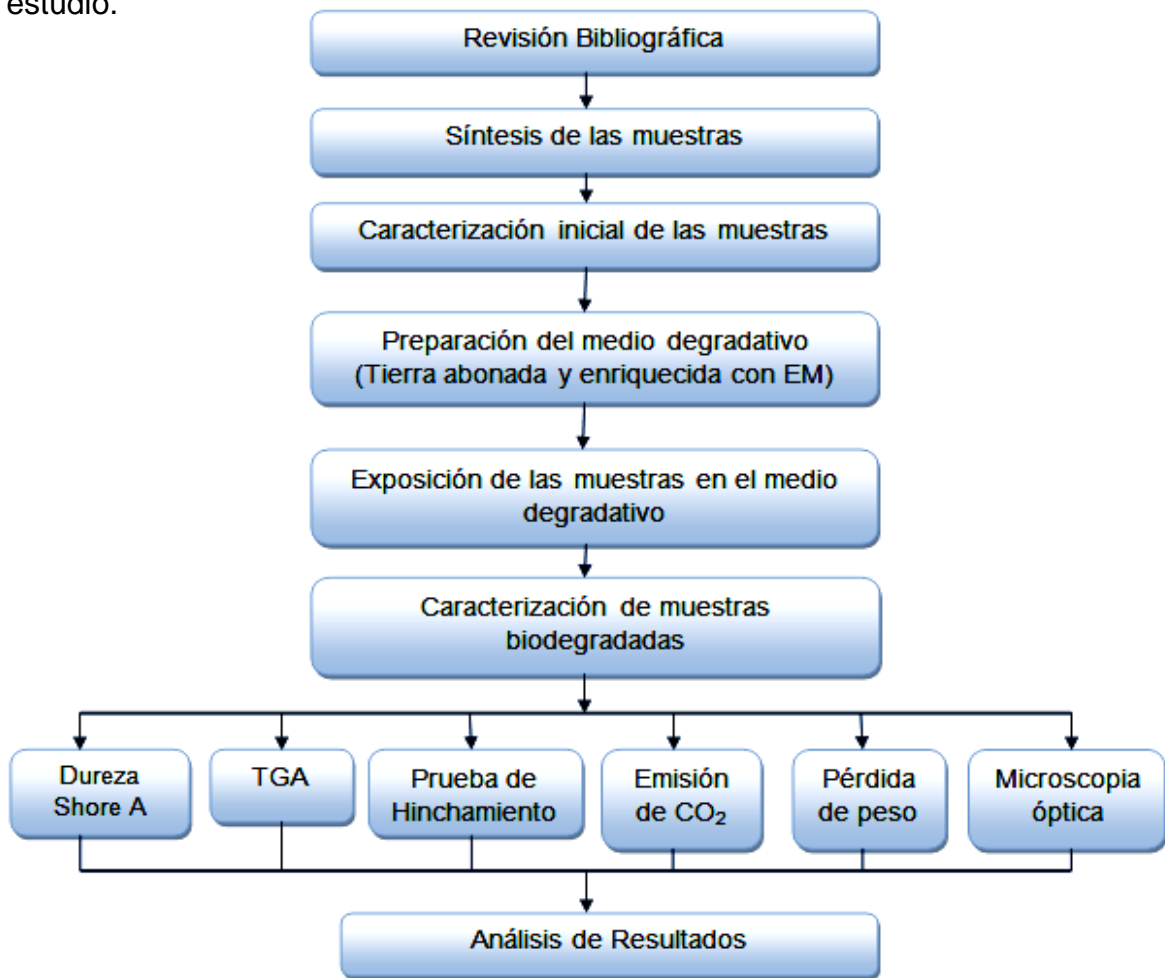 estudio.
Revisión Bibliográfica
Síntesis de las muestras
Caracterización inicial de las muestras
Preparación del medio degradativo
(Tierra abonada y enriquecida con EM)
Exposición de las muestras en el medio
degradativo
Caracterización de muestras
biodegradadas
Dureza
Shore A
TGA
Prueba de
Hinchamiento
Emisión
de CO₂
Pérdida
de peso
Microscopia
óptica
Análisis de Resultados